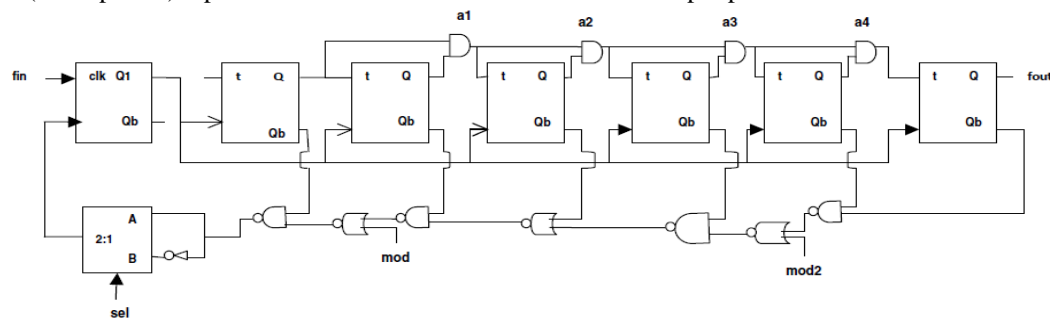 a1 a2 a3 a4
fin clk Q1 t Q t Q t Q t Q t Q t Q fout
Qb Qb Qb Qb Qb Qb Qb
A
2:1
B
mod
mod2
sel